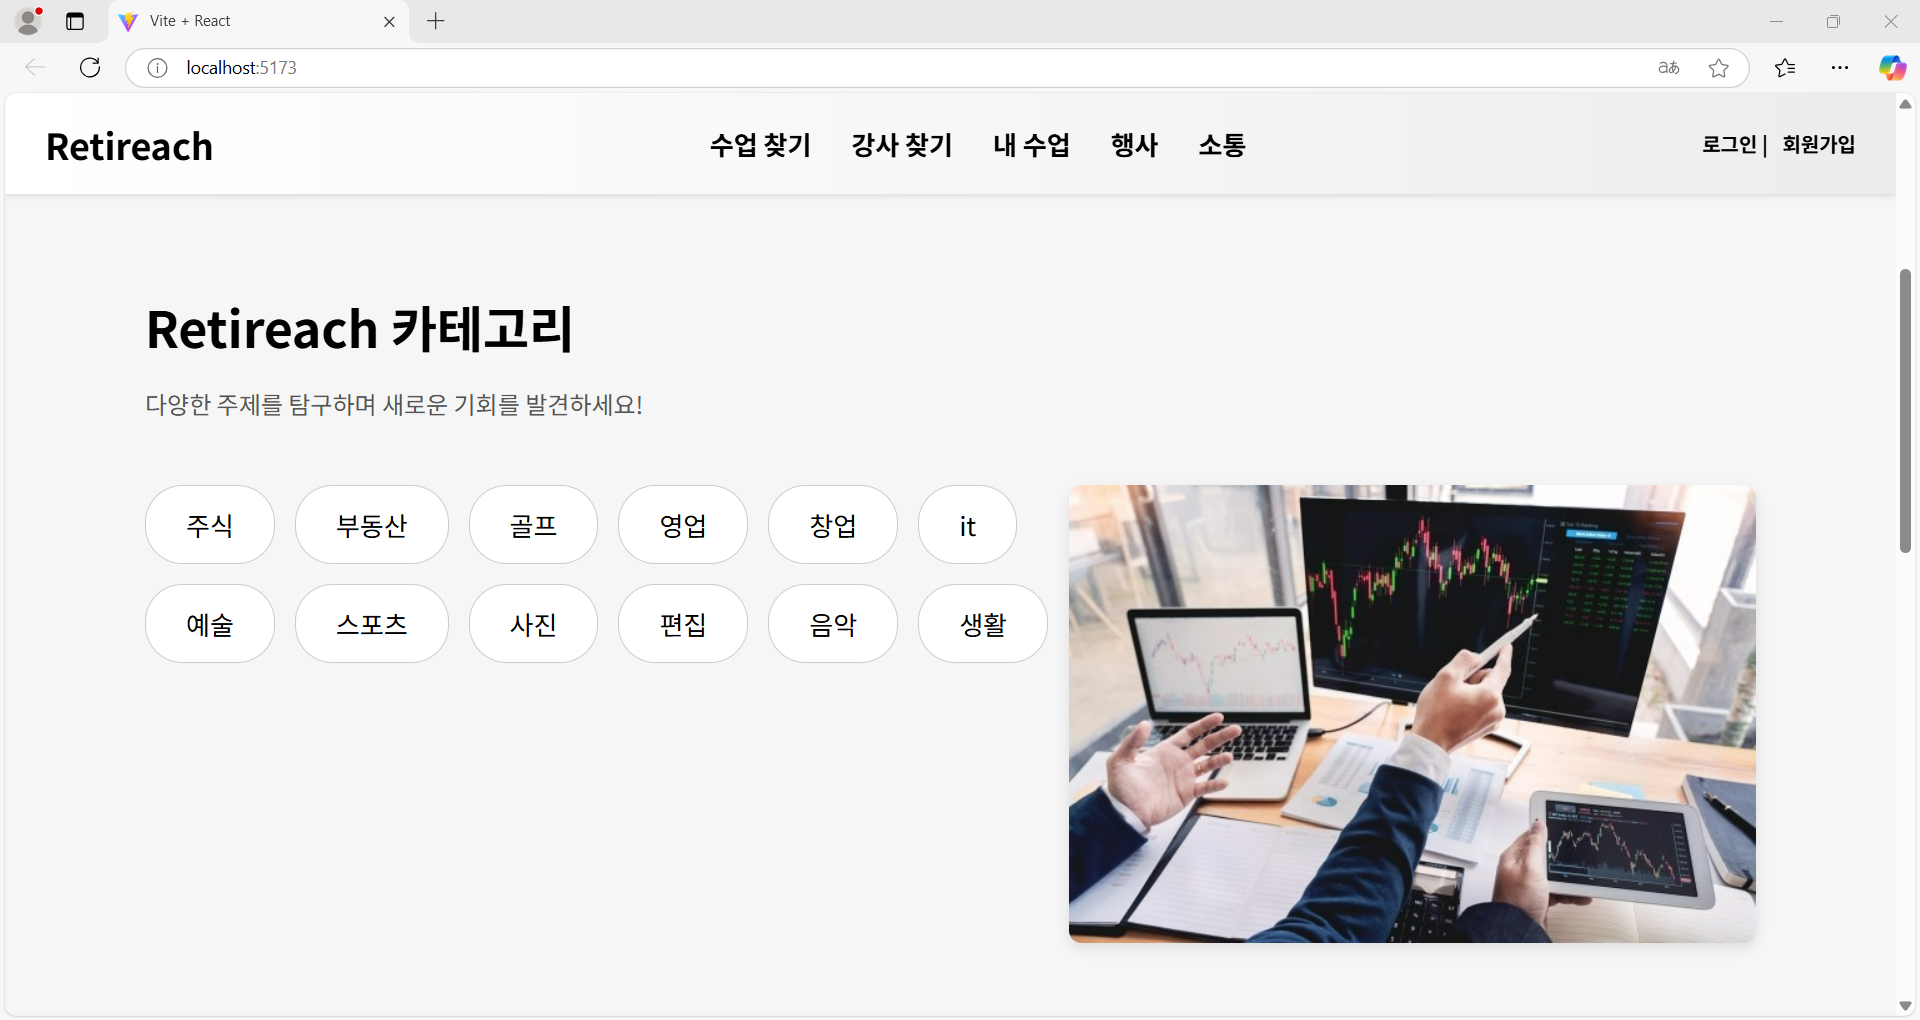 Vite + React
localhost:5173
aあ
Retireach
수업 찾기 강사 찾기 내 수업 행사 소통
로그인 | 회원가입
Retireach 카테고리
다양한 주제를 탐구하며 새로운 기회를 발견하세요!
주식 부동산 골프 영업 창업 it
예술 스포츠 사진 편집 음악 생활